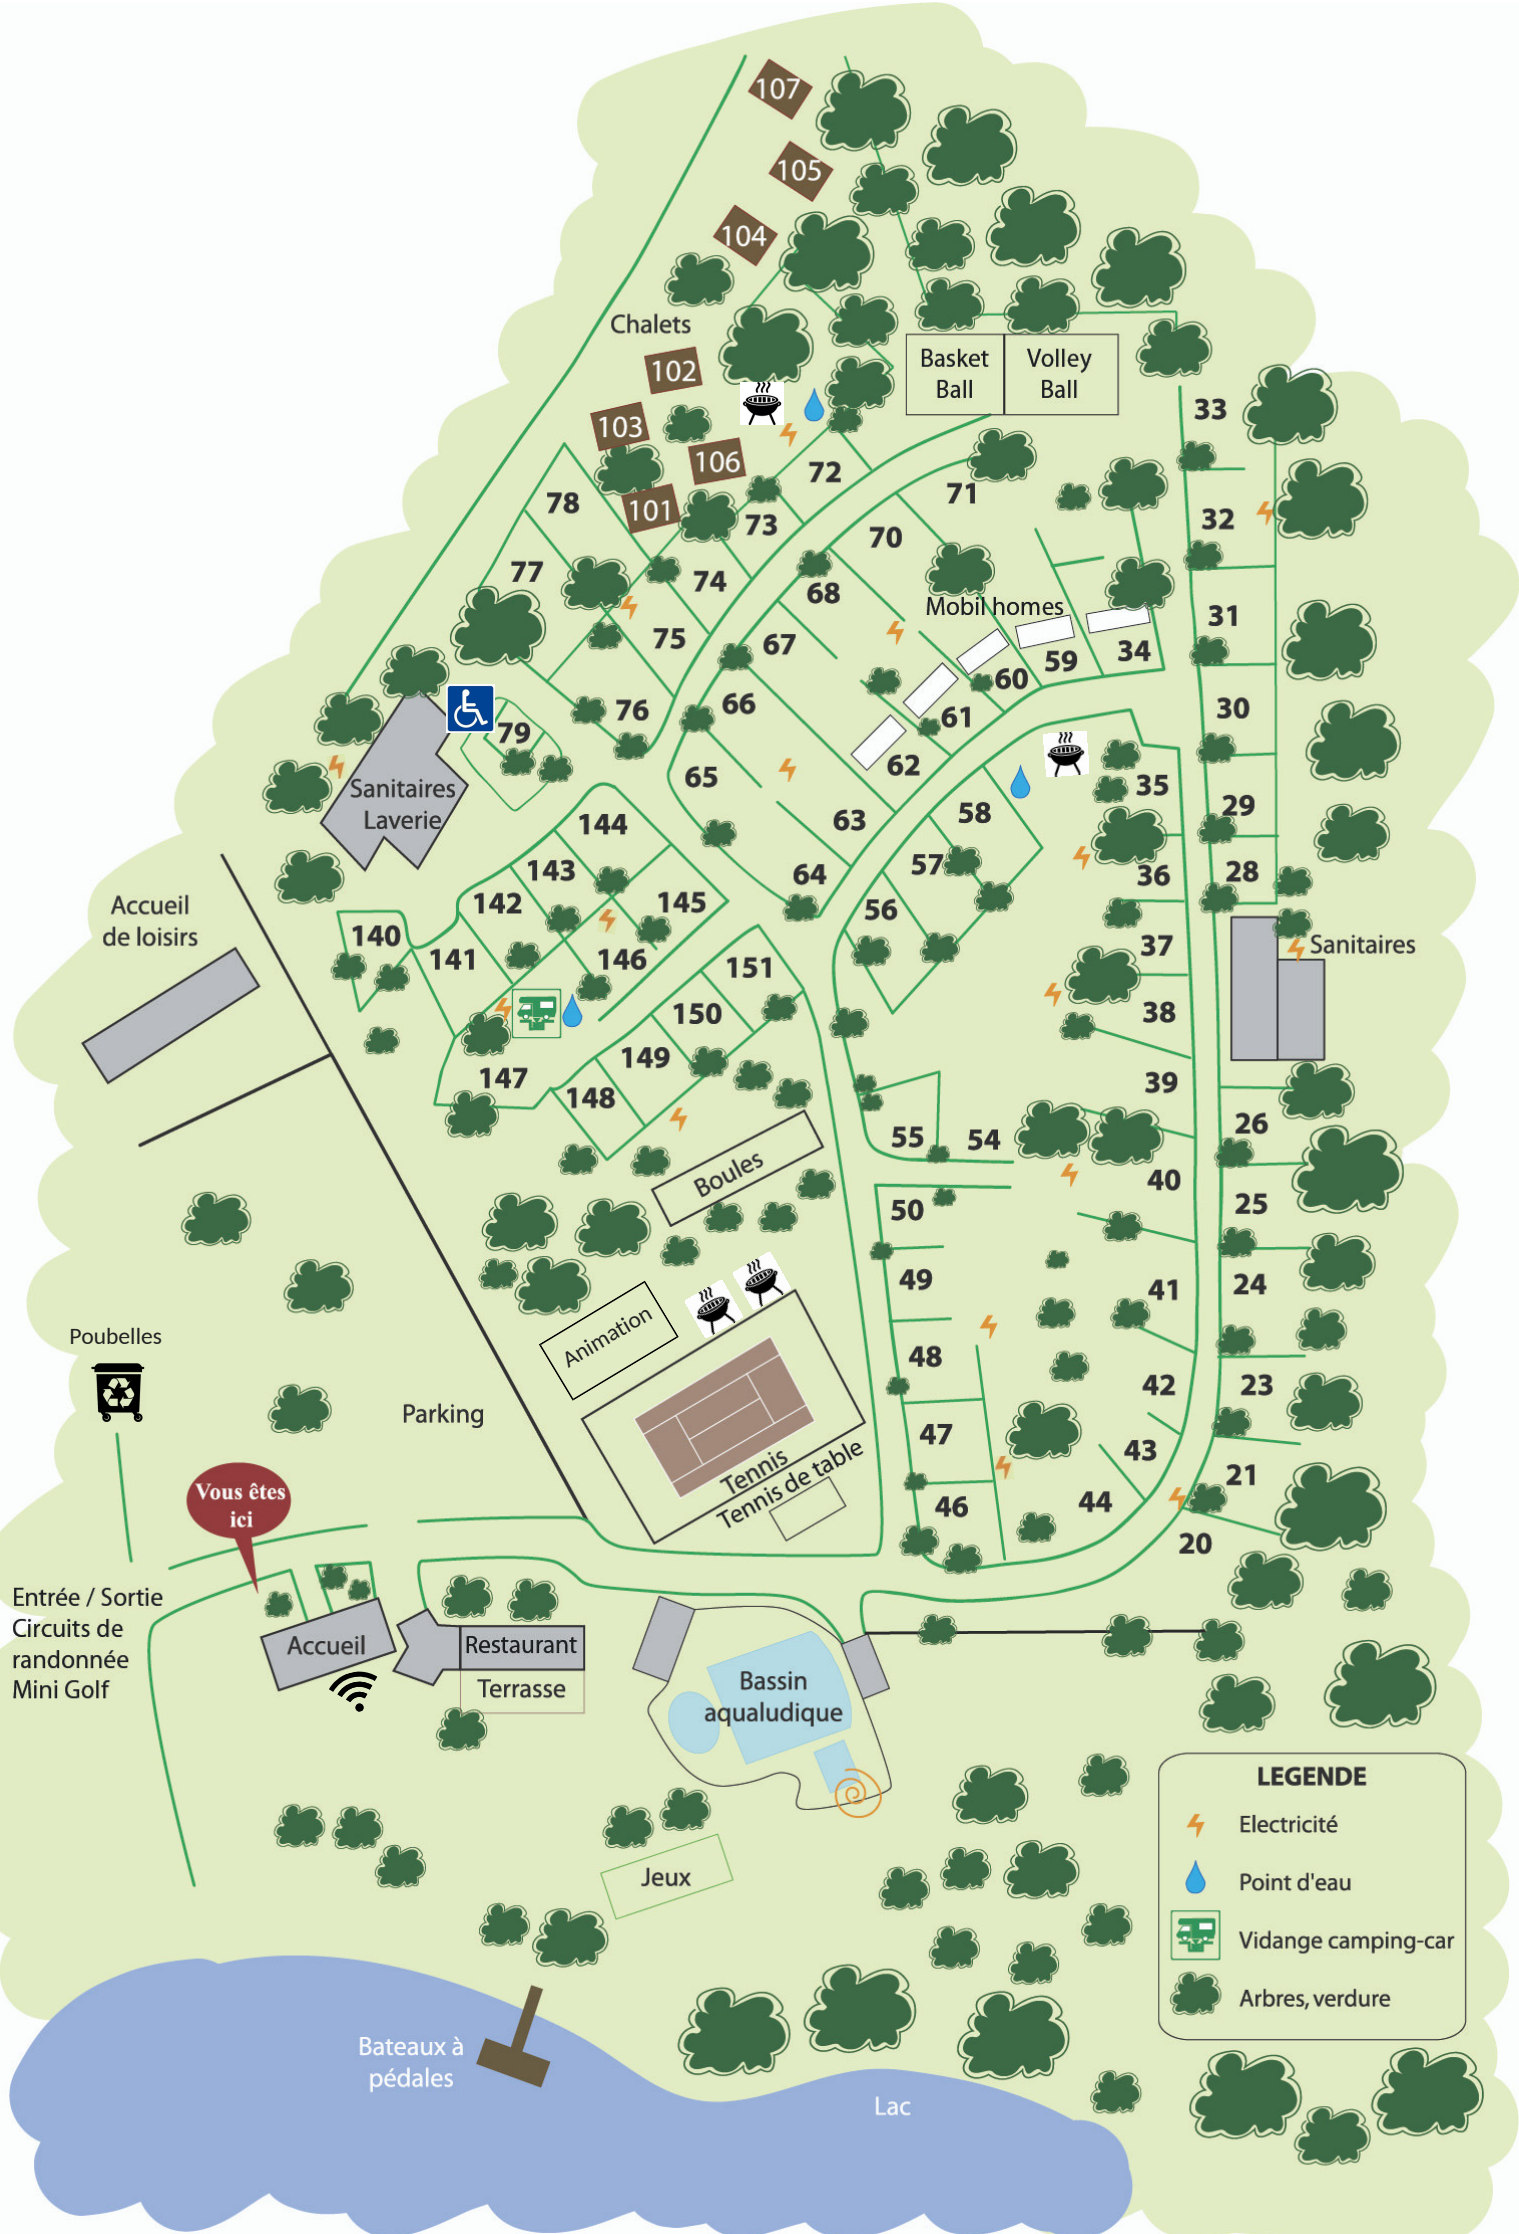 107
105
104
Chalets
102
103
106
101
Basket
Ball
Volley
Ball
33
72
71
78
73
32
70
77
74
68
Mobil homes
31
75
67
34
59
60
76
66
61
30
79
62
65
35
Sanitaires
Laverie
29
58
63
144
57
64
36
28
143
142
145
56
Accueil
de loisirs
140
141
146
151
37
Sanitaires
150
38
149
147
148
39
55
54
26
Boules
40
50
25
49
41
24
Animation
Poubelles
48
42
23
Parking
47
43
Tennis
Tennis de table
21
46
44
20
Vous êtes
ici
Entrée / Sortie
Circuits de
randonnée
Mini Golf
Accueil
Restaurant
Terrasse
Bassin
aqualudique
Jeux
LEGENDE
Electricité
Point d'eau
Vidange camping-car
Arbres, verdure
Bateaux à
pédales
Lac